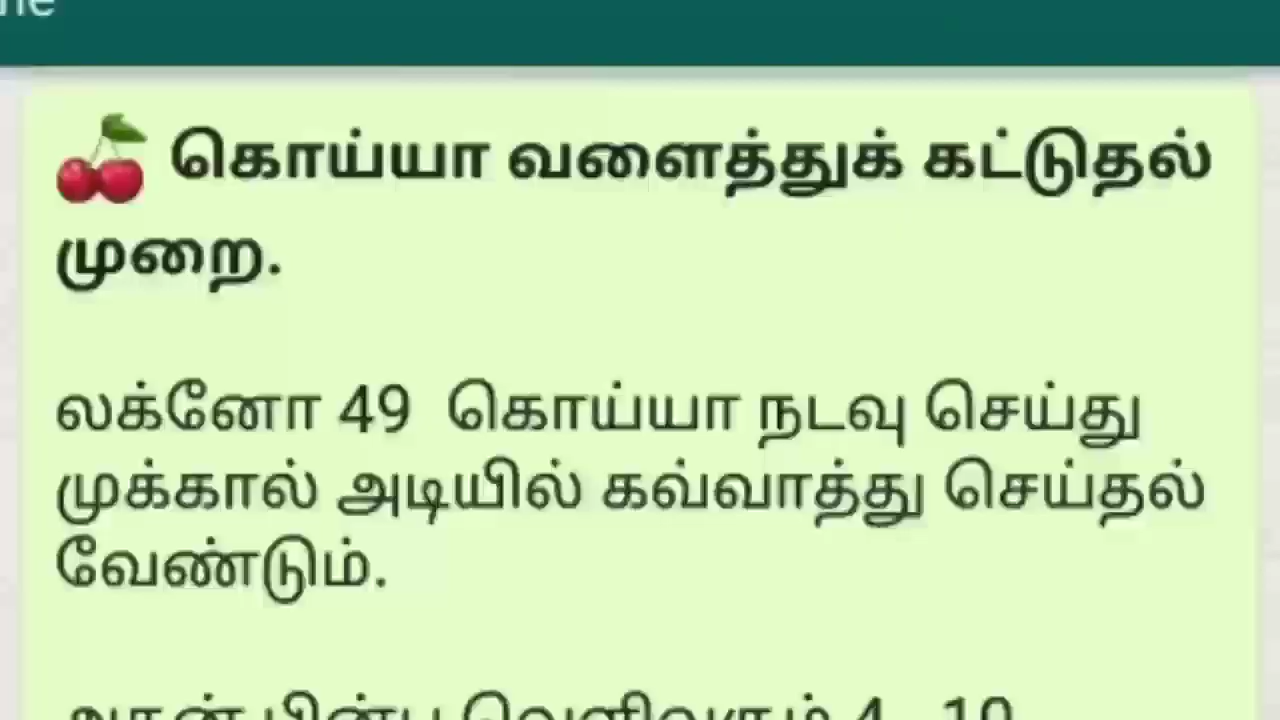 கொய்யா வளைத்துக் கட்டுதல்
முறை.
லக்னோ 49 கொய்யா நடவு செய்து
முக்கால் அடியில் கவ்வாத்து செய்தல்
வேண்டும்.